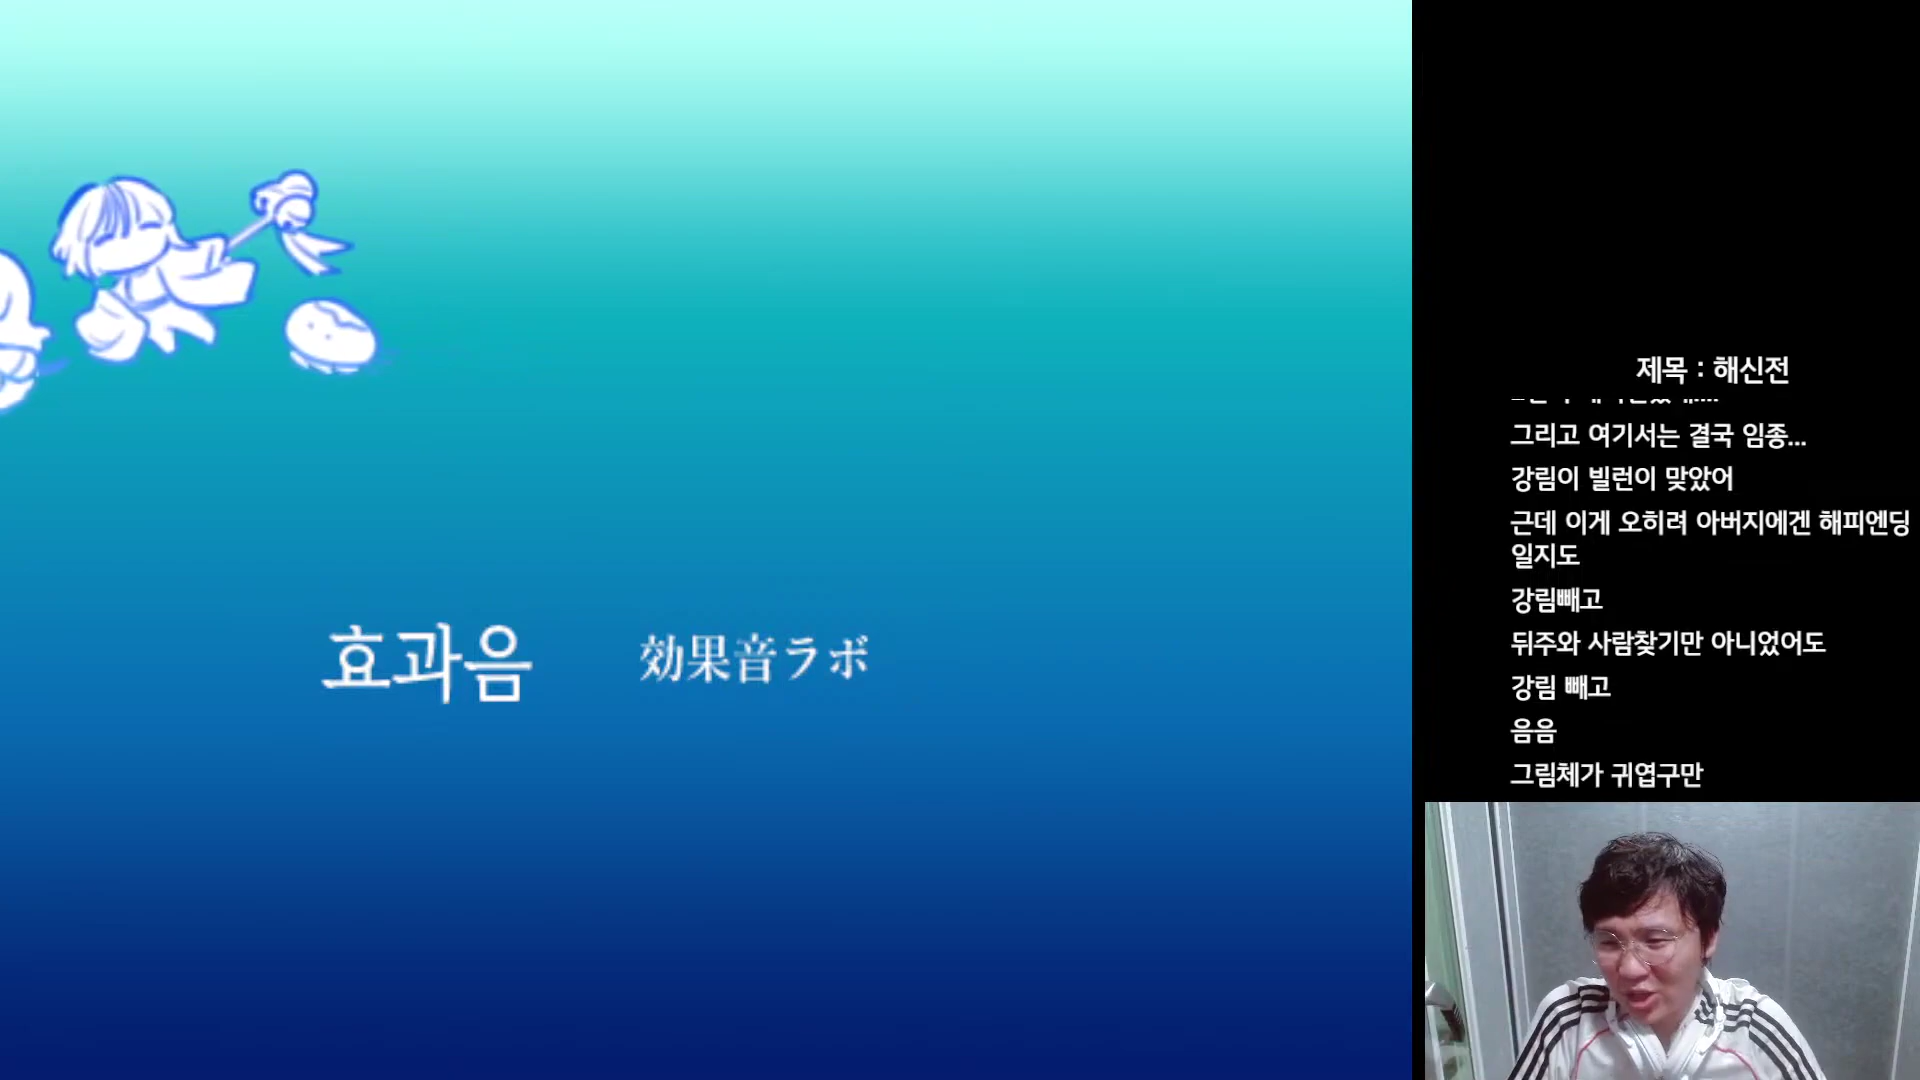 효과음 効果音ラボ
제목 : 해신전
그리고 여기서는 결국 임종...
강림이 빌런이 맞았어
근데 이게 오히려 아버지에겐 해피엔딩
일지도
강림빼고
뒤주와 사람찾기만 아니었어도
강림 빼고
음음
그림체가 귀엽구만